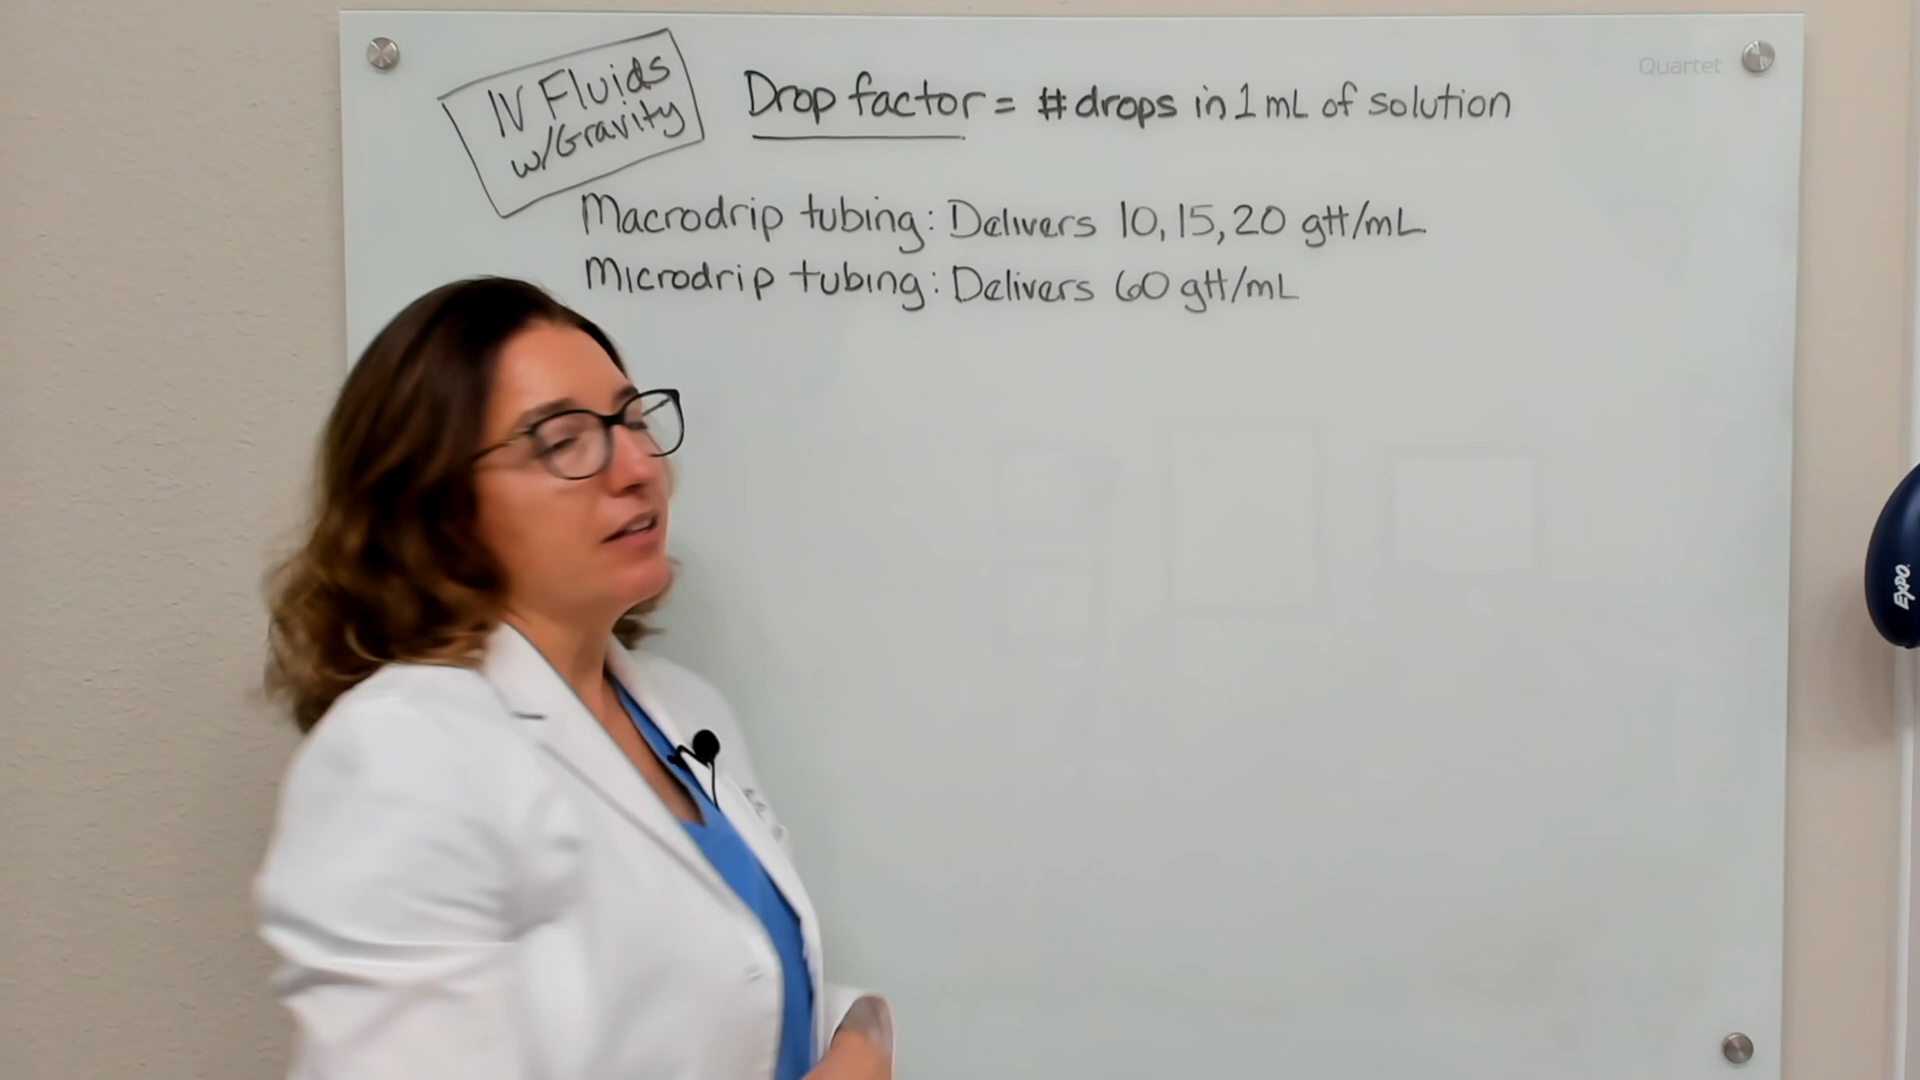 IV Fluids
w/Gravity
Drop factor = # drops in 1 mL of solution
Macrodrip tubing: Delivers 10, 15, 20 gtt/mL
Microdrip tubing: Delivers 60 gtt/mL
Quartet
EXPO